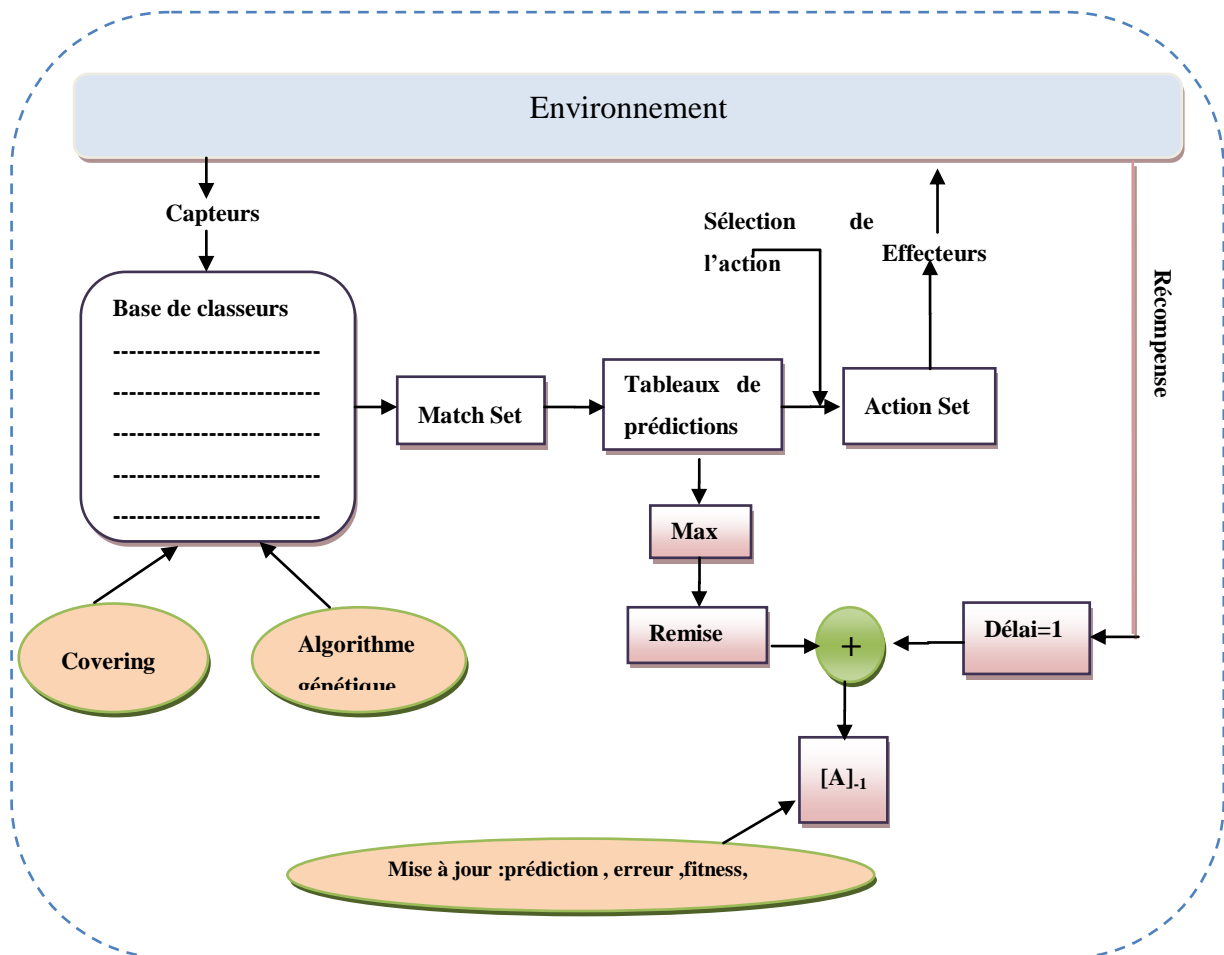 Environnement
Capteurs
Sélection de
l’action
Effecteurs
Récompense
Base de classeurs
--------------------------
--------------------------
--------------------------
--------------------------
--------------------------
Match Set
Tableaux de
prédictions
Action Set
Max
Remise
+
Délai=1
Covering
Algorithme
génétique
[A]-1
Mise à jour :prédiction , erreur ,fitness,